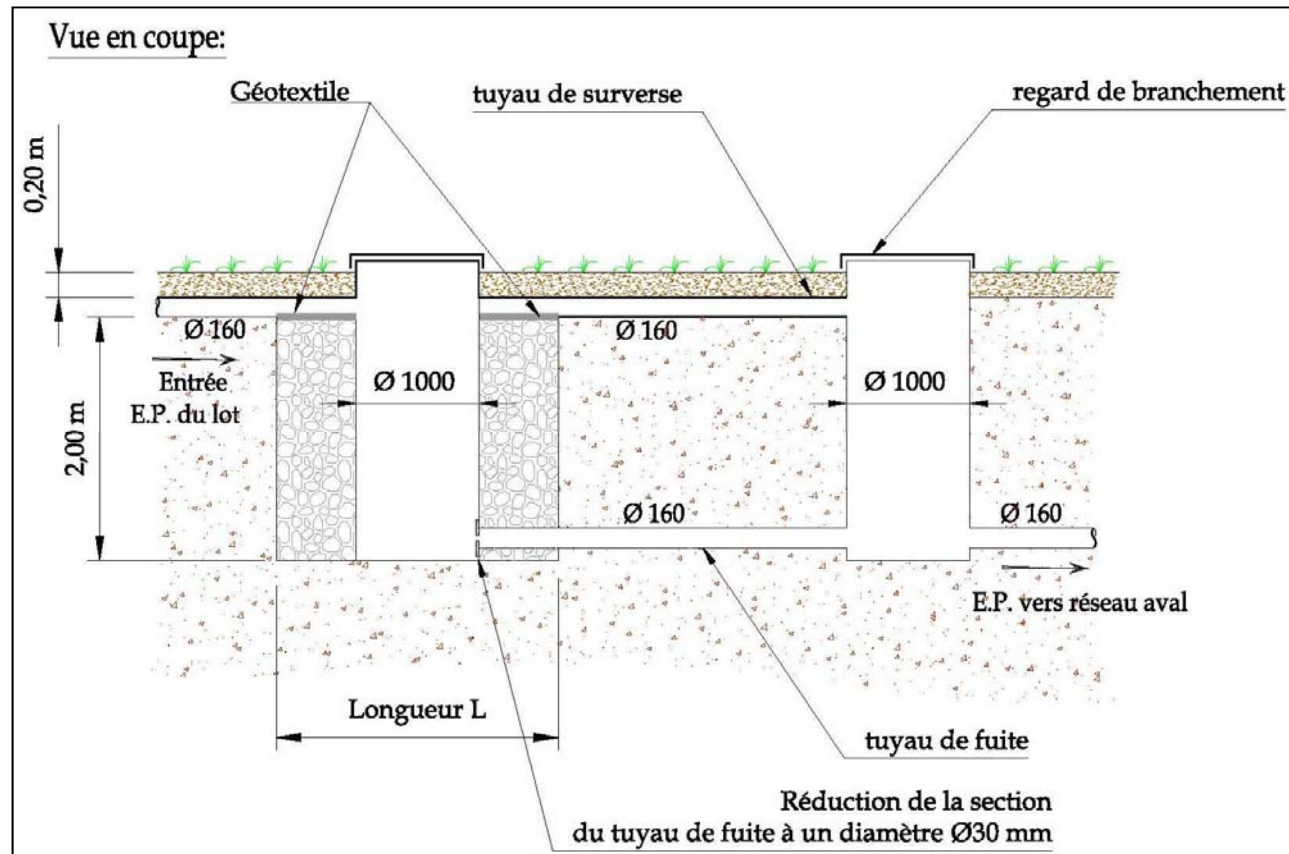 Vue en coupe:
Géotextile
tuyau de surverse
regard de branchement
0,20 m
Ø 160
Ø 160
Entrée
E.P. du lot
Ø 1000
Ø 1000
2,00 m
Ø 160
Ø 160
E.P. vers réseau aval
Longueur L
tuyau de fuite
Réduction de la section
du tuyau de fuite à un diamètre Ø30 mm